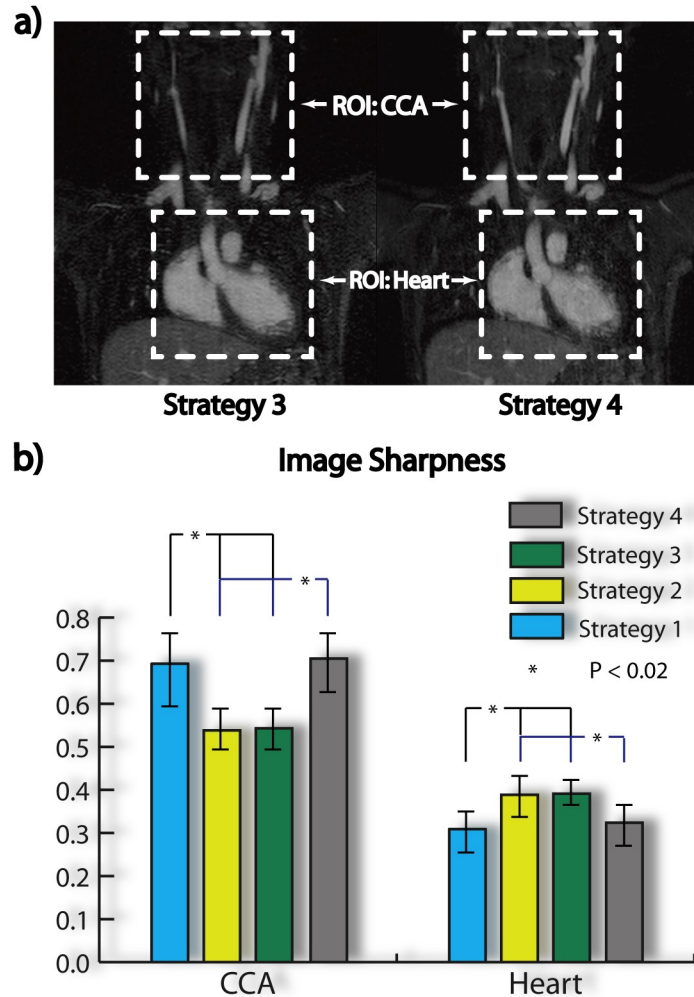 a)
ROI: CCA
ROI: Heart
Strategy 3 Strategy 4
b) Image Sharpness
Strategy 4
Strategy 3
Strategy 2
Strategy 1
* P < 0.02
*
*
*
*
0.8
0.7
0.6
0.5
0.4
0.3
0.2
0.1
0.0
CCA Heart